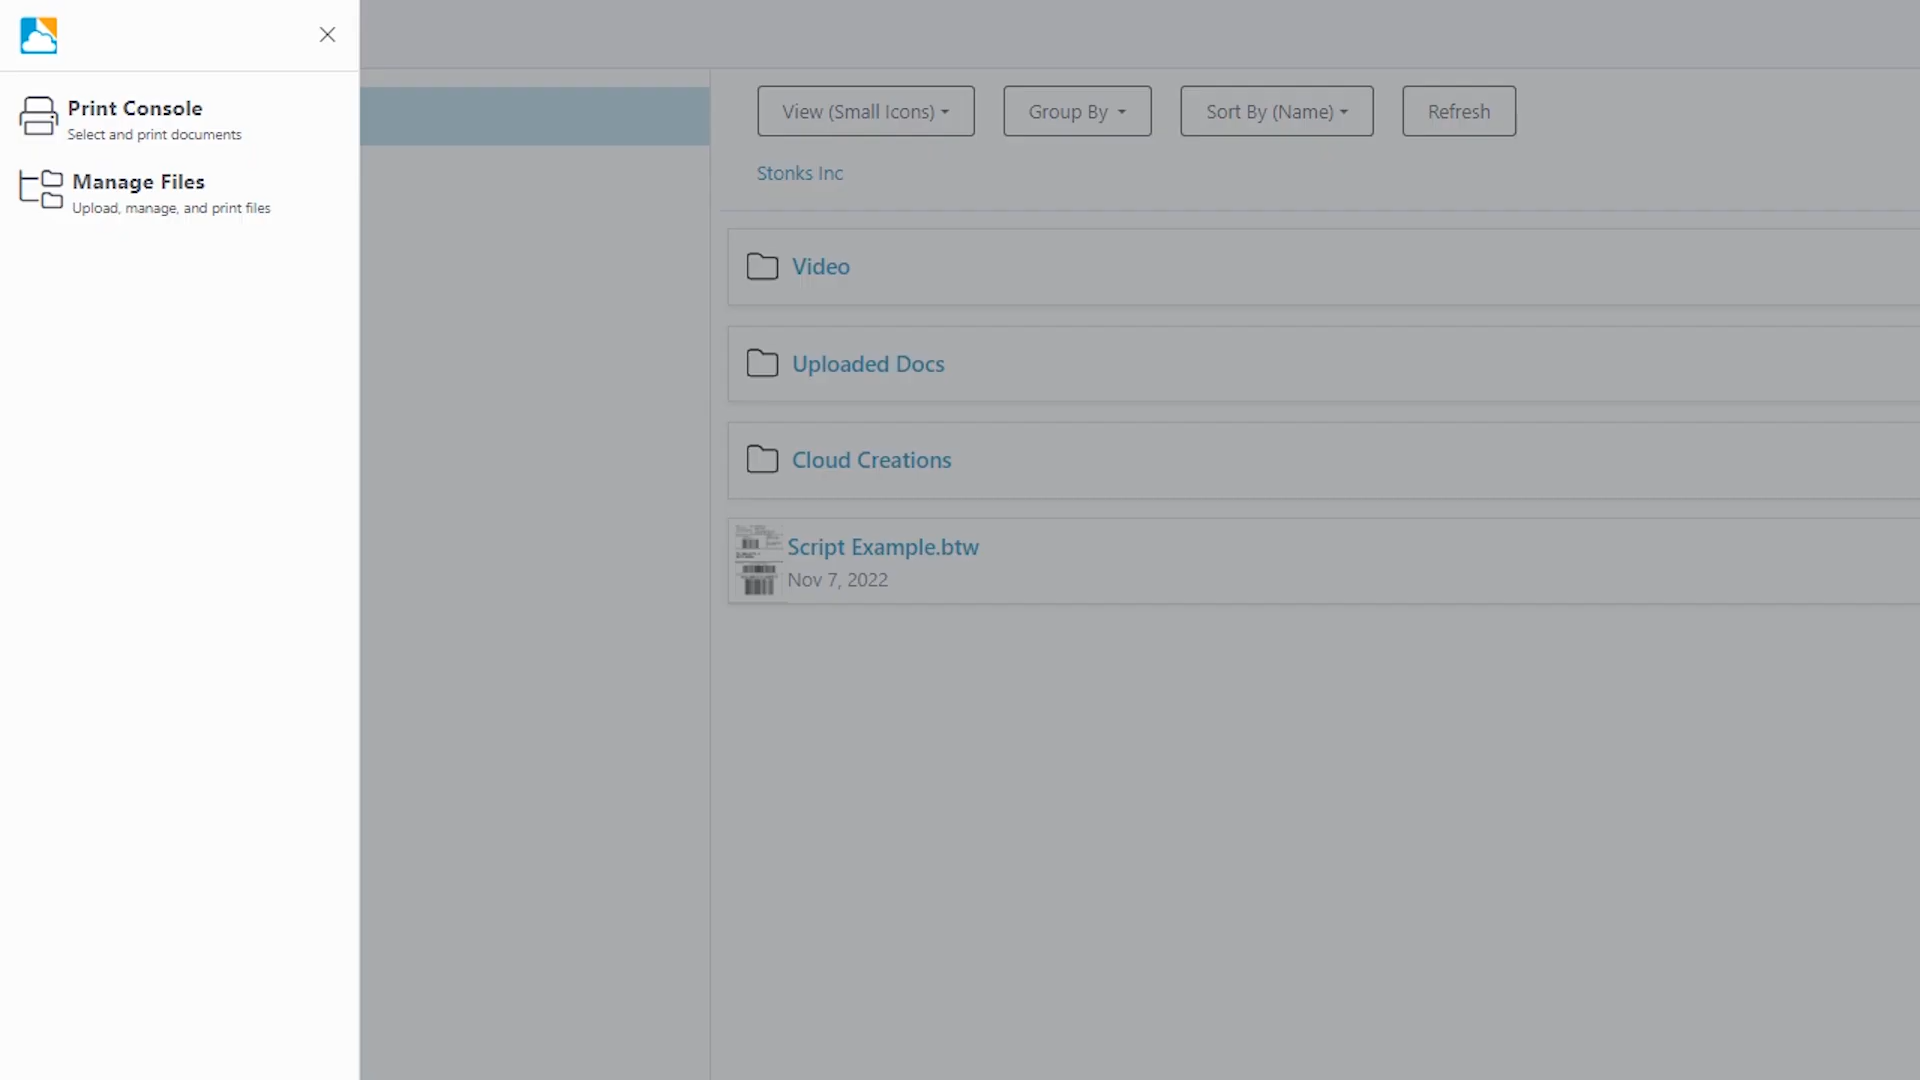 Print Console
Select and print documents
Manage Files
Upload, manage, and print files
View (Small Icons)
Group By
Sort By (Name)
Refresh
Stonks Inc
Video
Uploaded Docs
Cloud Creations
Script Example.btw
Nov 7, 2022